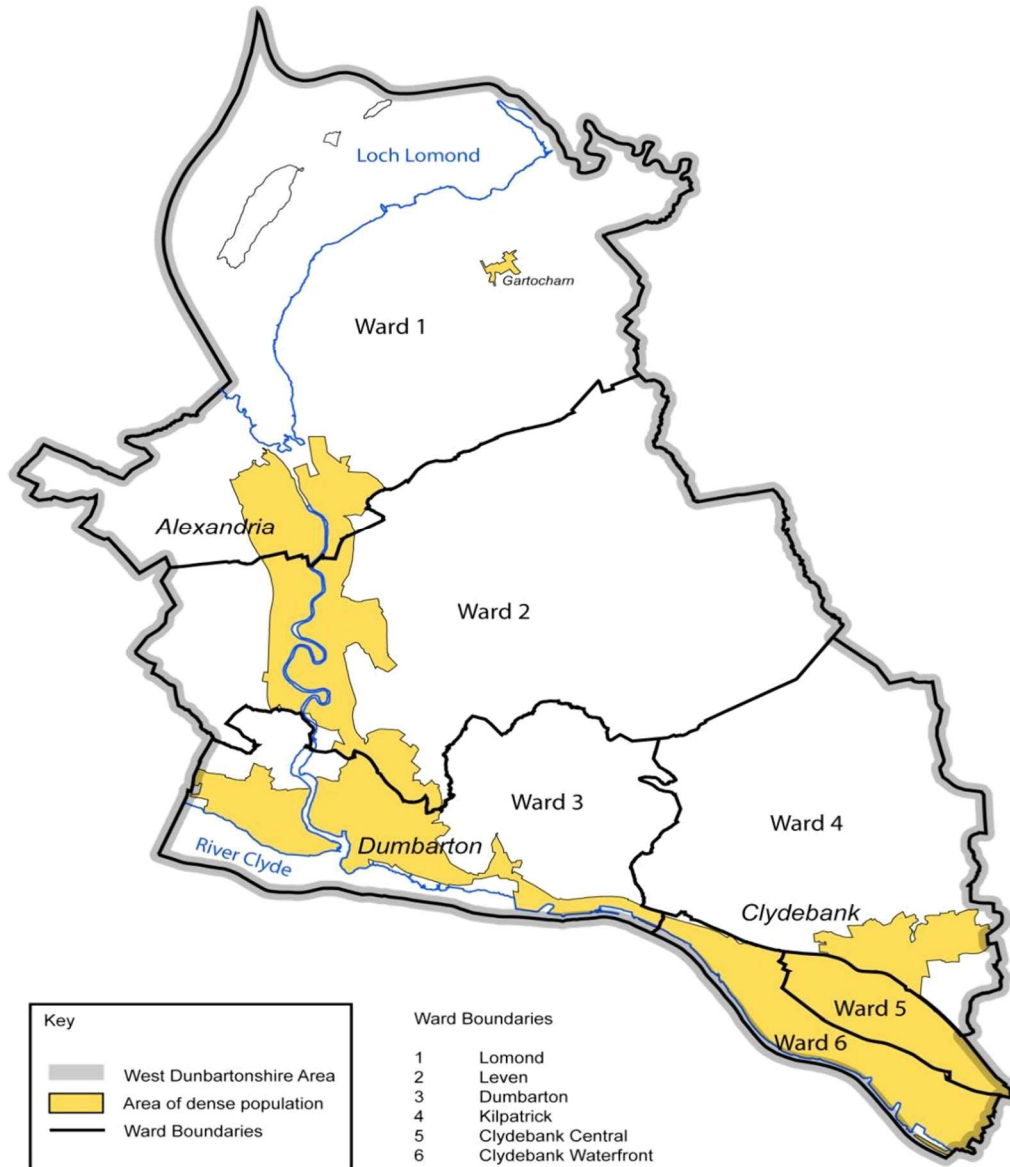 Loch Lomond
Gartocharn
Ward 1
Alexandria
Ward 2
Ward 3
Ward 4
Dumbarton
River Clyde
Clydebank
Ward 5
Ward 6
Key
West Dunbartonshire Area
Area of dense population
Ward Boundaries
Ward Boundaries
1 Lomond
2 Leven
3 Dumbarton
4 Kilpatrick
5 Clydebank Central
6 Clydebank Waterfront